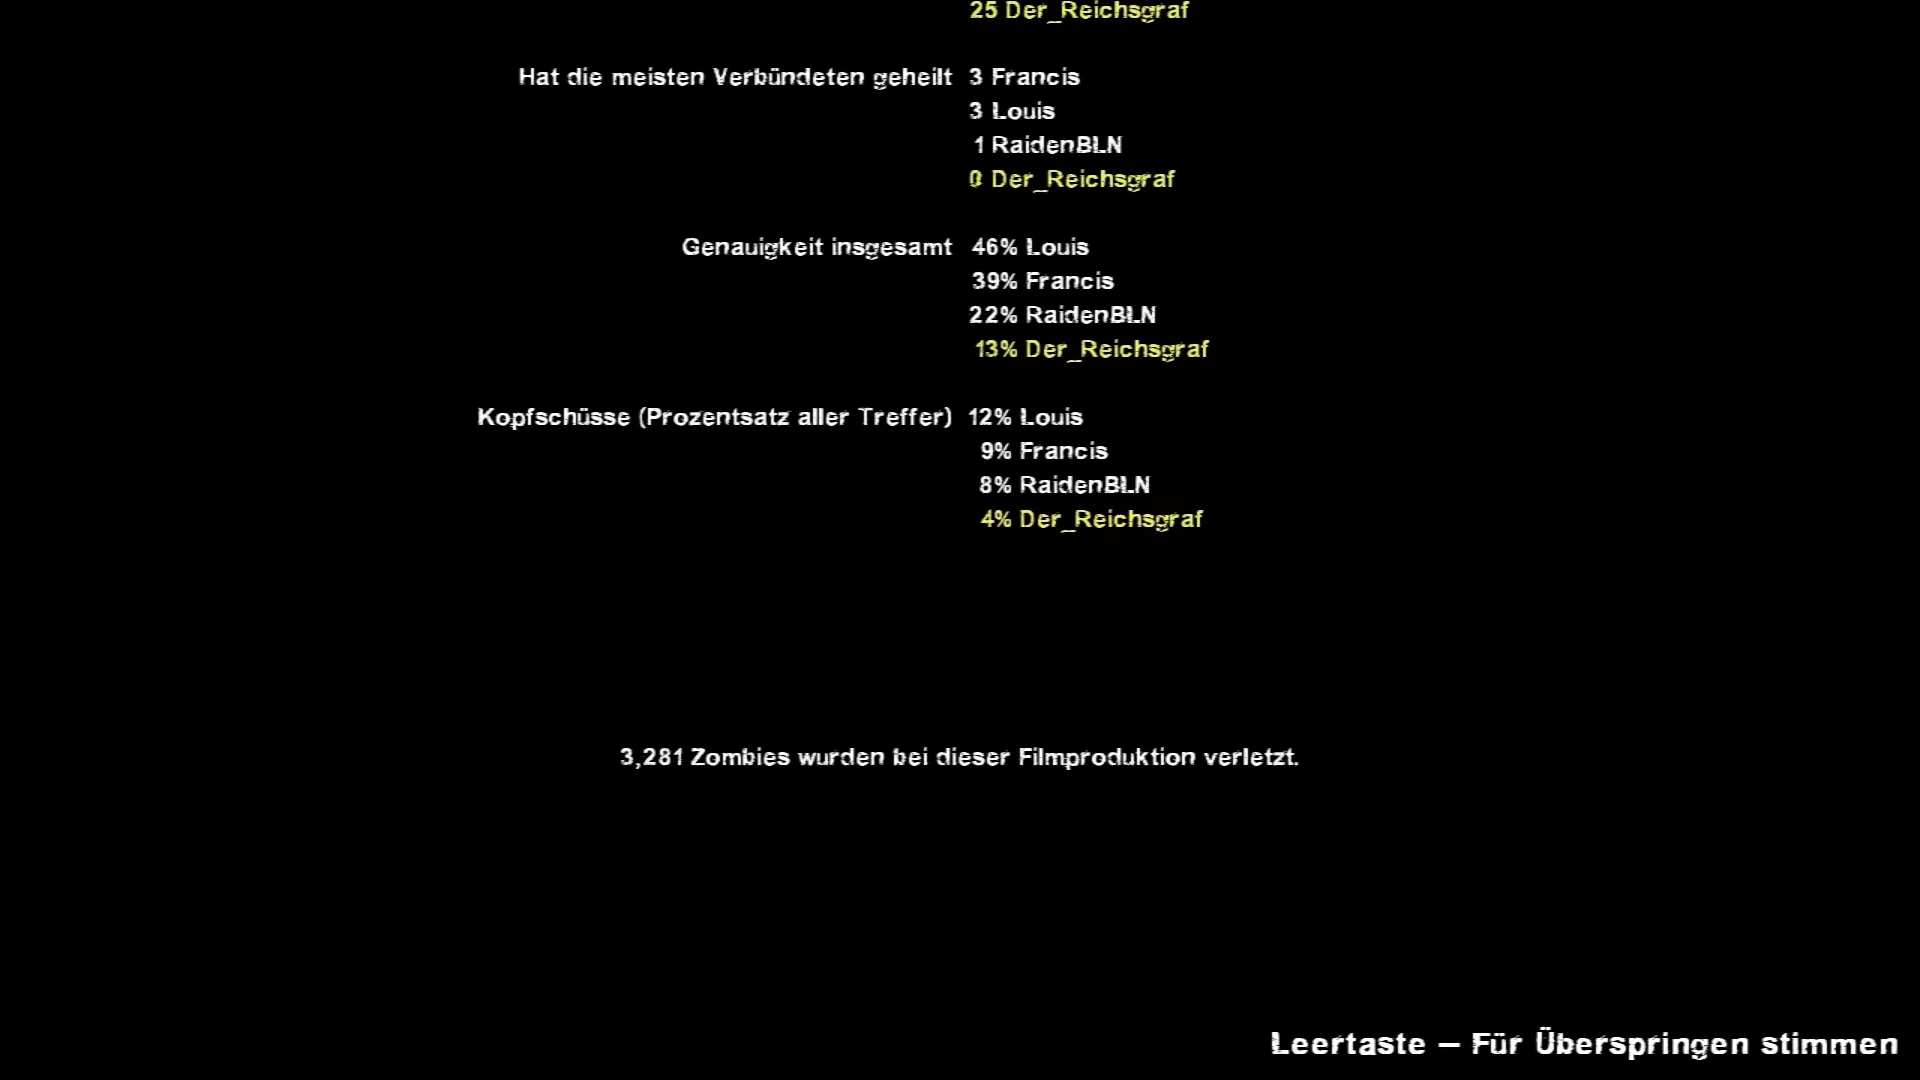 25 Der_Reichsgraf
Hat die meisten Verbündeten geheilt 3 Francis
3 Louis
1 RaidenBLN
0 Der_Reichsgraf
Genauigkeit insgesamt 46% Louis
39% Francis
22% RaidenBLN
13% Der_Reichsgraf
Kopfschüsse (Prozentsatz aller Treffer) 12% Louis
9% Francis
8% RaidenBLN
4% Der_Reichsgraf
3,281 Zombies wurden bei dieser Filmproduktion verletzt.
Leertaste – Für Überspringen stimmen